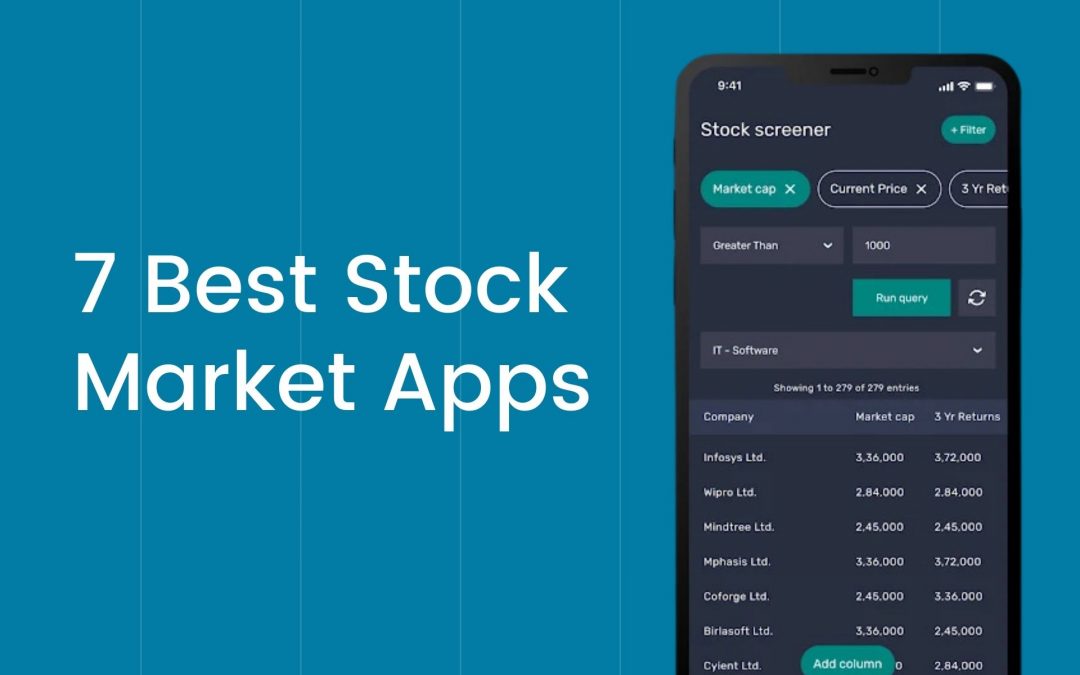 7 Best Stock
Market Apps
9:41
Stock screener
+ Filter
Market cap ✕ Current Price ✕ 3 Yr Ret
Greater Than 1000
Run query
IT - Software
Showing 1 to 279 of 279 entries
Company Market cap 3 Yr Returns
Infosys Ltd. 3,36,000 3,72,000
Wipro Ltd. 2.84.000 2.84.000
Mindtree Ltd. 2,45,000 2,45,000
Mphasis Ltd. 3,36,000 3,72,000
Coforge Ltd. 2,45,000 3.36.000
Birlasoft Ltd. 3,36,000 2,45,000
Cyient Ltd. 0 2,84,000
Add column